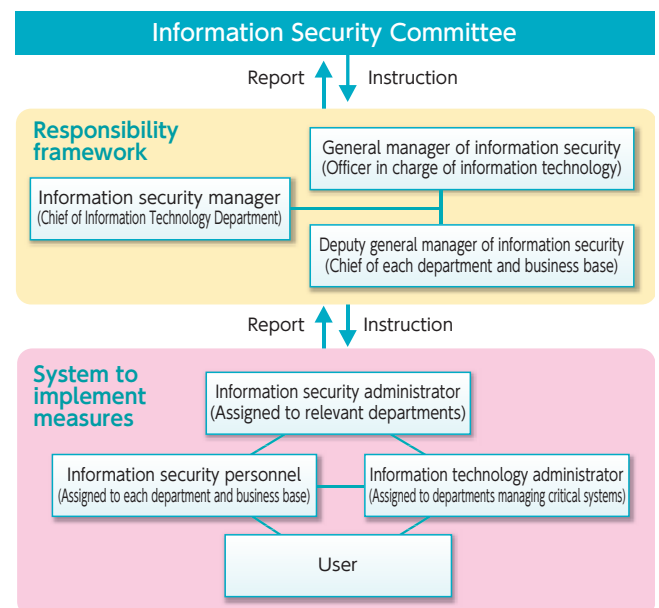 Information Security Committee
Report
Instruction
Responsibility
framework
General manager of information security
(Officer in charge of information technology)
Information security manager
(Chief of Information Technology Department)
Deputy general manager of information security
(Chief of each department and business base)
Report
Instruction
System to
implement
measures
Information security administrator
(Assigned to relevant departments)
Information security personnel
(Assigned to each department and business base)
Information technology administrator
(Assigned to departments managing critical systems)
User